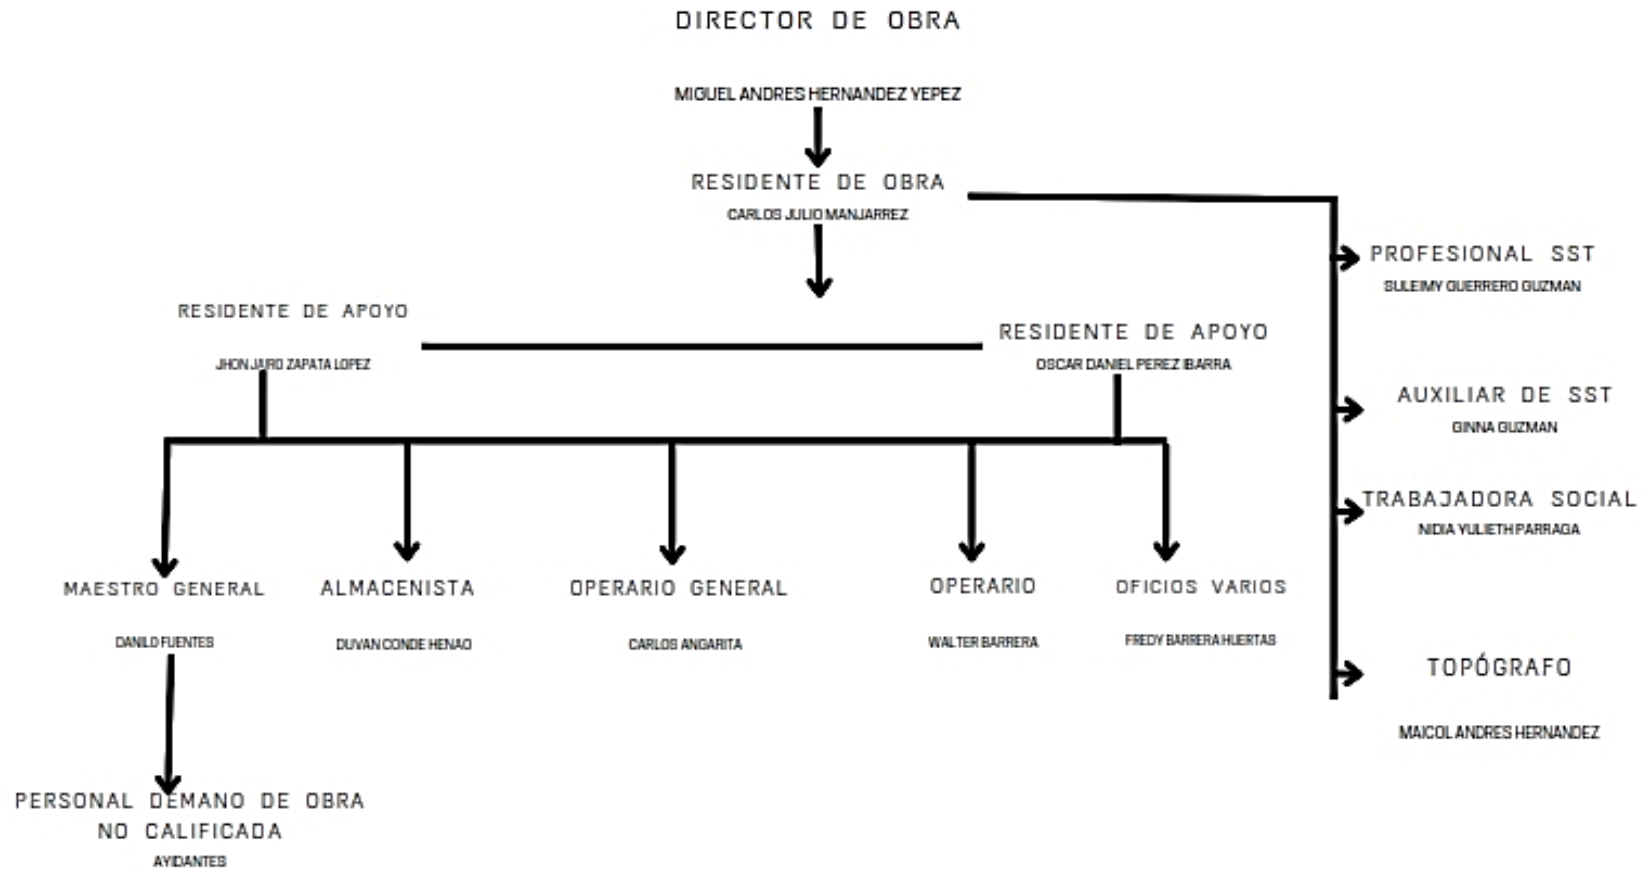 DIRECTOR DE OBRA
MIGUEL ANDRES HERNANDEZ YEPEZ
RESIDENTE DE OBRA
CARLOS JULIO MANJARREZ
PROFESIONAL SST
SULEIMY GUERRERO GUZMAN
RESIDENTE DE APOYO
JHON JAIRO ZAPATA LOPEZ
RESIDENTE DE APOYO
OSCAR DANIEL PEREZ IBARRA
AUXILIAR DE SST
GINNA GUZMAN
TRABAJADORA SOCIAL
NIDIA YULIETH PARRAGA
MAESTRO GENERAL
DANILO FUENTES
ALMACENISTA
DUVAN CONDE HENAO
OPERARIO GENERAL
CARLOS ANGARITA
OPERARIO
WALTER BARRERA
OFICIOS VARIOS
FREDY BARRERA HUERTAS
TOPÓGRAFO
MAICOL ANDRES HERNANDEZ
PERSONAL DEMANO DE OBRA
NO CALIFICADA
AYIDANTES